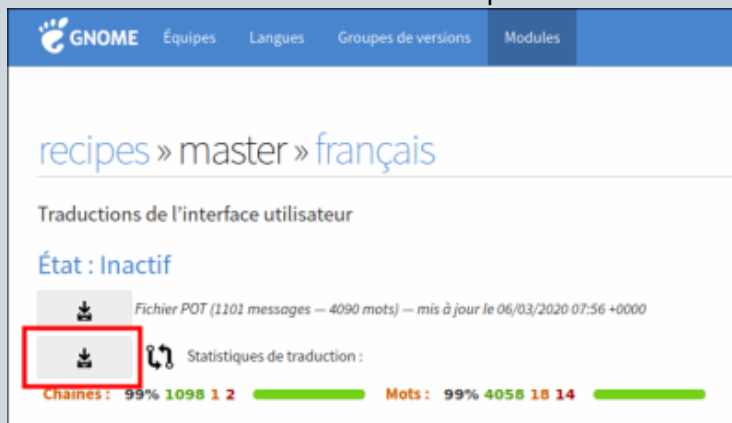 GNOME Équipes Langues Groupes de versions Modules
recipes » master » français
Traductions de l'interface utilisateur
État : Inactif
Fichier POT (1101 messages — 4090 mots) — mis à jour le 06/03/2020 07:56 +0000
Statistiques de traduction :
Chaînes : 99% 1098 1 2 Mots : 99% 4058 18 14